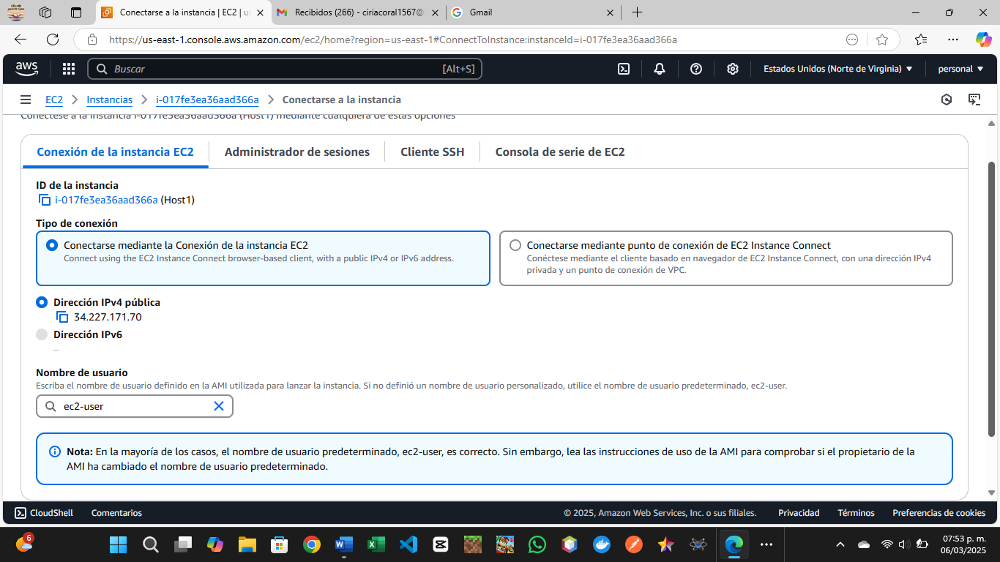 Conectarse a la instancia | EC2 | us
Recibidos (266) - ciriacoral1567@
Gmail
https://us-east-1.console.aws.amazon.com/ec2/home?region=us-east-1#ConnectToInstance:instanceId=i-017fe3ea36aad366a
aws
Buscar
[Alt+S]
Estados Unidos (Norte de Virginia)
personal
EC2
Instancias
i-017fe3ea36aad366a
Conectarse a la instancia
Conéctese a la instancia i-017fe3ea36aad366a (Host1) mediante cualquiera de estas opciones
Conexión de la instancia EC2
Administrador de sesiones
Cliente SSH
Consola de serie de EC2
ID de la instancia
i-017fe3ea36aad366a (Host1)
Tipo de conexión
Conectarse mediante la Conexión de la instancia EC2
Connect using the EC2 Instance Connect browser-based client, with a public IPv4 or IPv6 address.
Conectarse mediante punto de conexión de EC2 Instance Connect
Conéctese mediante el cliente basado en navegador de EC2 Instance Connect, con una dirección IPv4
privada y un punto de conexión de VPC.
Dirección IPv4 pública
34.227.171.70
Dirección IPv6
–
Nombre de usuario
Escriba el nombre de usuario definido en la AMI utilizada para lanzar la instancia. Si no definió un nombre de usuario personalizado, utilice el nombre de usuario predeterminado, ec2-user.
ec2-user
Nota: En la mayoría de los casos, el nombre de usuario predeterminado, ec2-user, es correcto. Sin embargo, lea las instrucciones de uso de la AMI para comprobar si el propietario de la
AMI ha cambiado el nombre de usuario predeterminado.
CloudShell
Comentarios
© 2025, Amazon Web Services, Inc. o sus filiales.
Privacidad
Términos
Preferencias de cookies
6
07:53 p. m.
06/03/2025